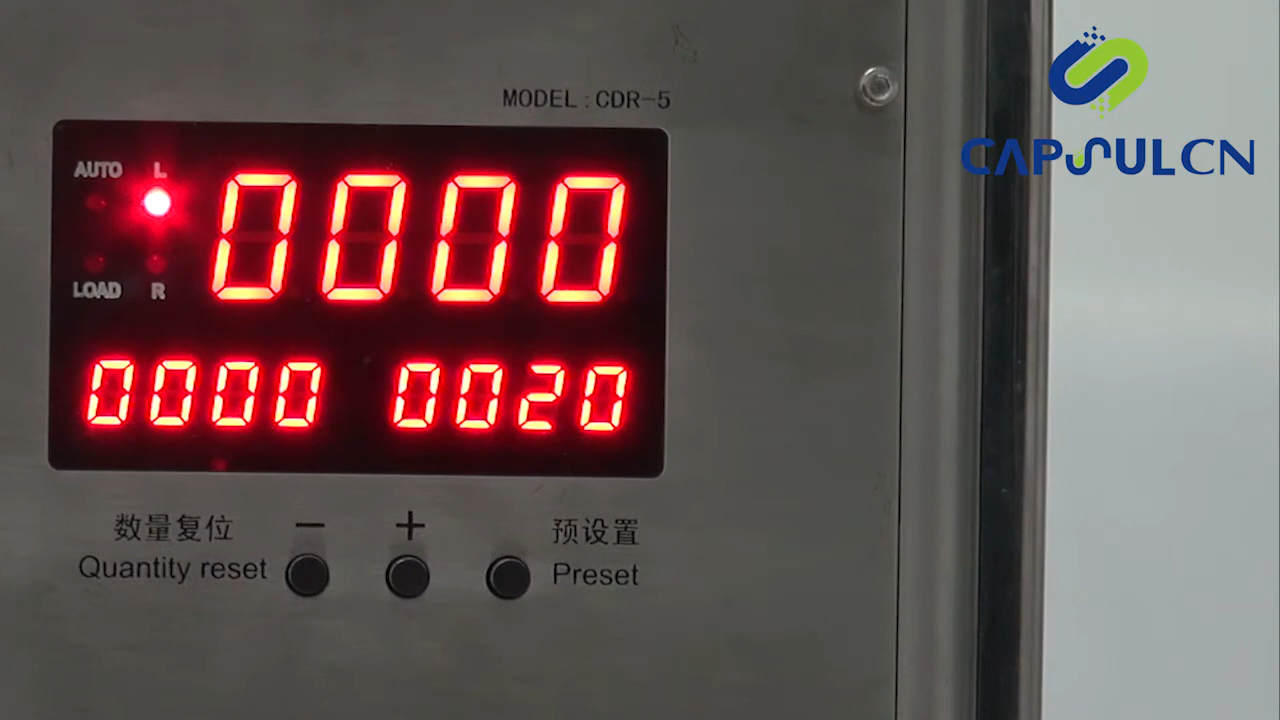 CAPSULCN
MODEL:CDR-5
AUTO L
0000
LOAD R
0000 0020
数量复位 − + 预设置
Quantity reset Preset